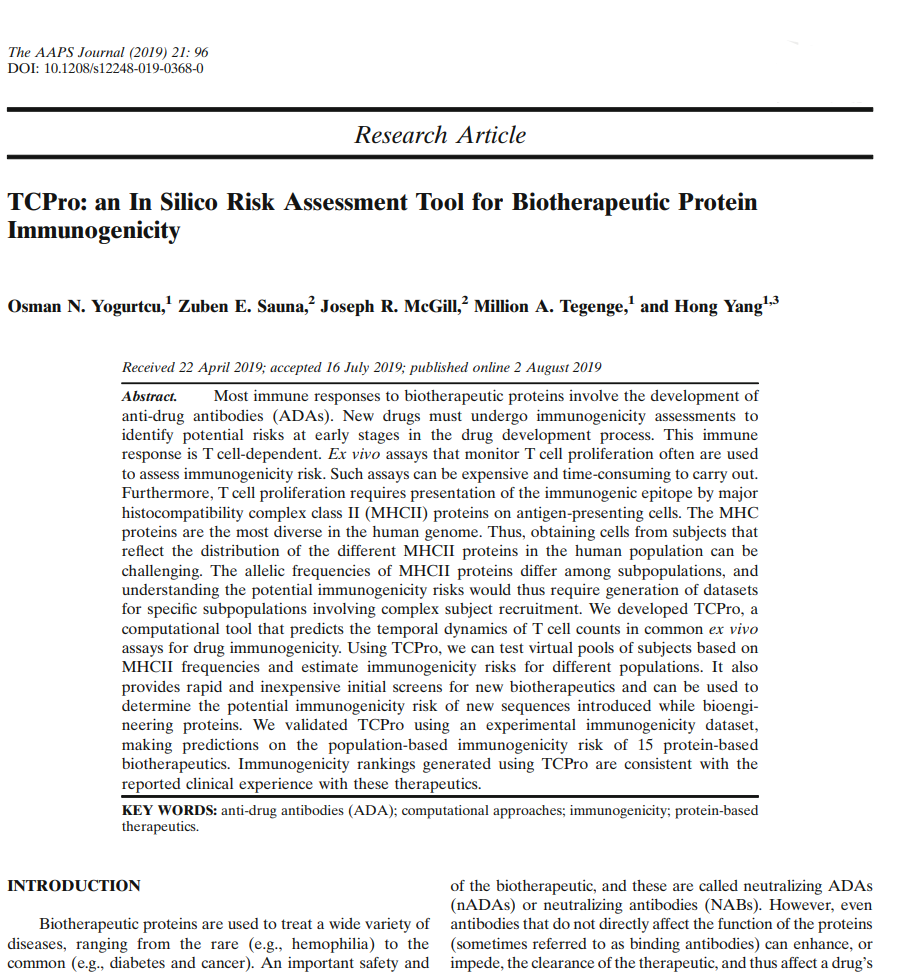 The AAPS Journal (2019) 21: 96
DOI: 10.1208/s12248-019-0368-0
Research Article
TCPro: an In Silico Risk Assessment Tool for Biotherapeutic Protein
Immunogenicity
Osman N. Yogurtcu,1 Zuben E. Sauna,2 Joseph R. McGill,2 Million A. Tegenge,1 and Hong Yang1,3
Received 22 April 2019; accepted 16 July 2019; published online 2 August 2019
Abstract. Most immune responses to biotherapeutic proteins involve the development of
anti-drug antibodies (ADAs). New drugs must undergo immunogenicity assessments to
identify potential risks at early stages in the drug development process. This immune
response is T cell-dependent. Ex vivo assays that monitor T cell proliferation often are used
to assess immunogenicity risk. Such assays can be expensive and time-consuming to carry out.
Furthermore, T cell proliferation requires presentation of the immunogenic epitope by major
histocompatibility complex class II (MHCII) proteins on antigen-presenting cells. The MHC
proteins are the most diverse in the human genome. Thus, obtaining cells from subjects that
reflect the distribution of the different MHCII proteins in the human population can be
challenging. The allelic frequencies of MHCII proteins differ among subpopulations, and
understanding the potential immunogenicity risks would thus require generation of datasets
for specific subpopulations involving complex subject recruitment. We developed TCPro, a
computational tool that predicts the temporal dynamics of T cell counts in common ex vivo
assays for drug immunogenicity. Using TCPro, we can test virtual pools of subjects based on
MHCII frequencies and estimate immunogenicity risks for different populations. It also
provides rapid and inexpensive initial screens for new biotherapeutics and can be used to
determine the potential immunogenicity risk of new sequences introduced while bioengi-
neering proteins. We validated TCPro using an experimental immunogenicity dataset,
making predictions on the population-based immunogenicity risk of 15 protein-based
biotherapeutics. Immunogenicity rankings generated using TCPro are consistent with the
reported clinical experience with these therapeutics.
KEY WORDS: anti-drug antibodies (ADA); computational approaches; immunogenicity; protein-based
therapeutics.
INTRODUCTION
Biotherapeutic proteins are used to treat a wide variety of
diseases, ranging from the rare (e.g., hemophilia) to the
common (e.g., diabetes and cancer). An important safety and
of the biotherapeutic, and these are called neutralizing ADAs
(nADAs) or neutralizing antibodies (NABs). However, even
antibodies that do not directly affect the function of the proteins
(sometimes referred to as binding antibodies) can enhance, or
impede, the clearance of the therapeutic, and thus affect a drug's